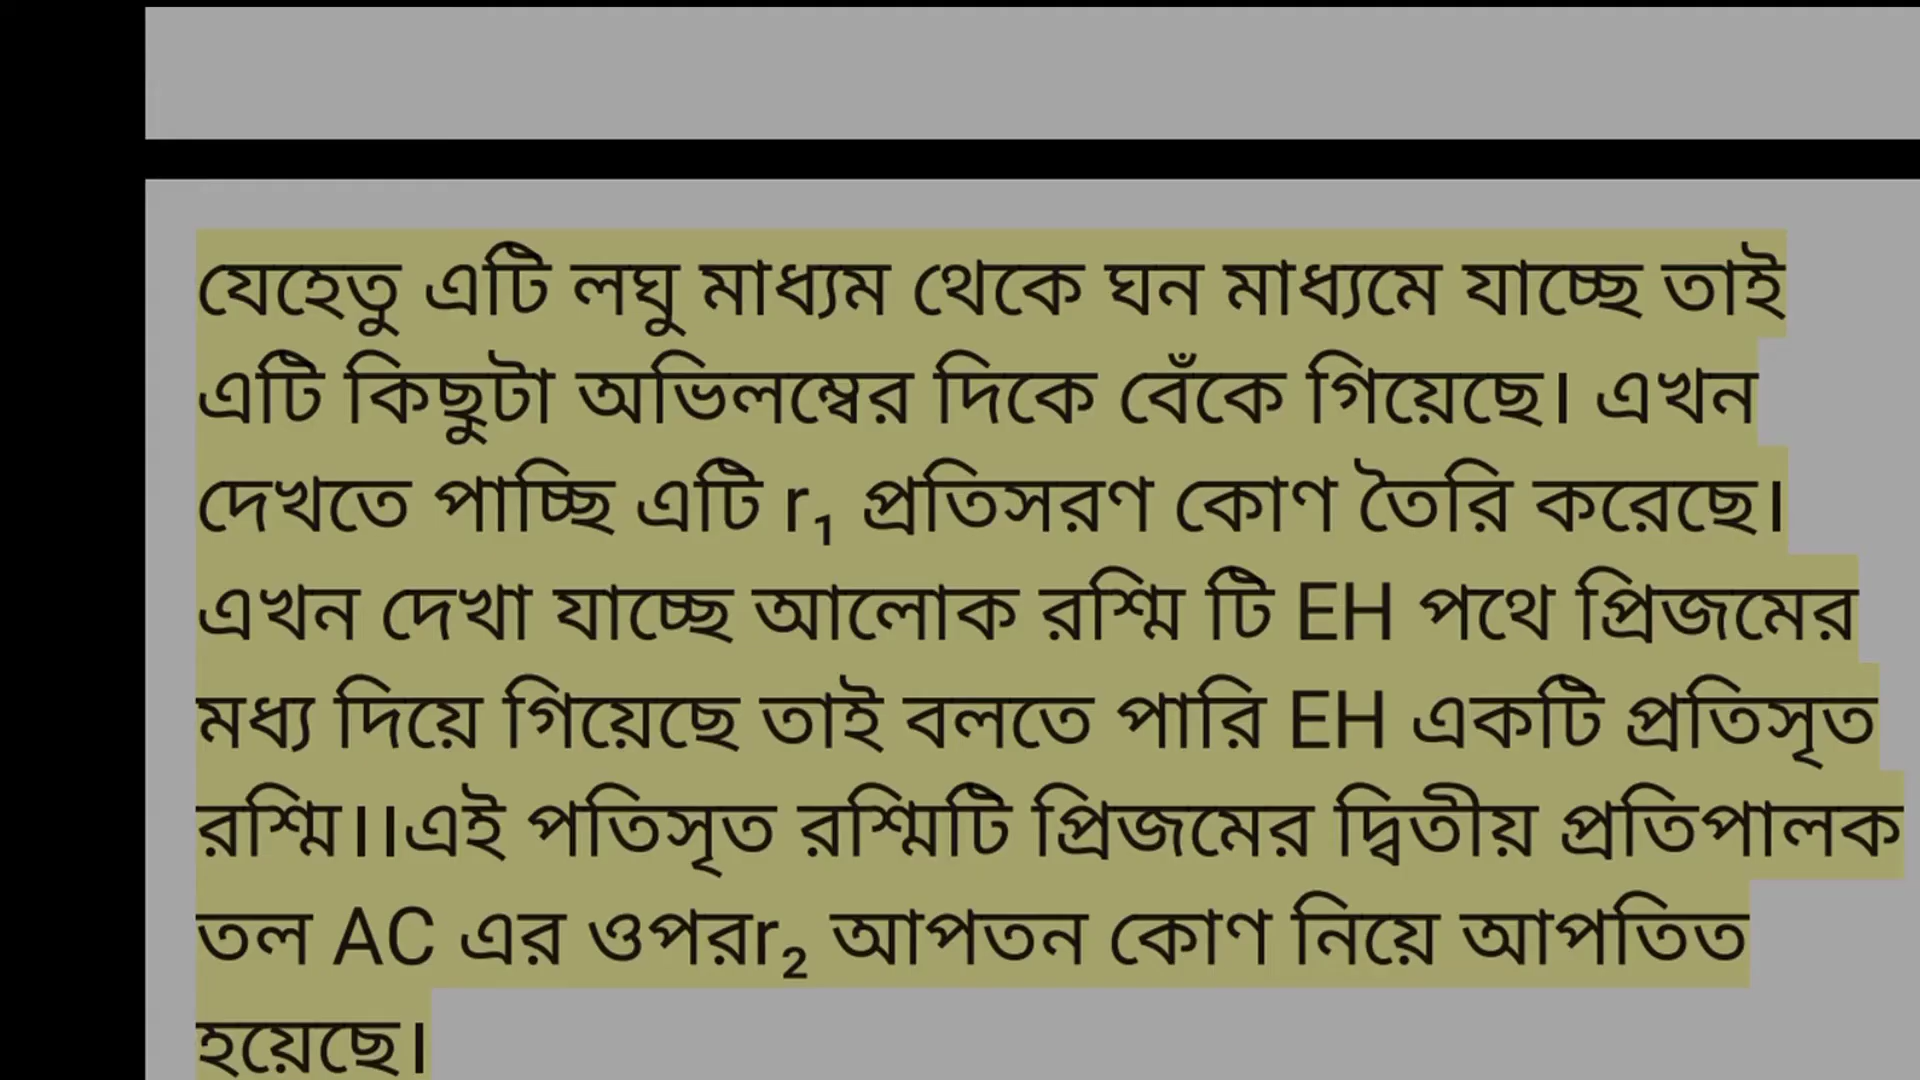 যেহেতু এটি লঘু মাধ্যম থেকে ঘন মাধ্যমে যাচ্ছে তাই
এটি কিছুটা অভিলম্বের দিকে বেঁকে গিয়েছে। এখন
দেখতে পাচ্ছি এটি r₁ প্রতিসরণ কোণ তৈরি করেছে।
এখন দেখা যাচ্ছে আলোক রশ্মি টি EH পথে প্রিজমের
মধ্য দিয়ে গিয়েছে তাই বলতে পারি EH একটি প্রতিসৃত
রশ্মি।।এই পতিসৃত রশ্মিটি প্রিজমের দ্বিতীয় প্রতিপালক
তল AC এর ওপরr₂ আপতন কোণ নিয়ে আপতিত
হয়েছে।